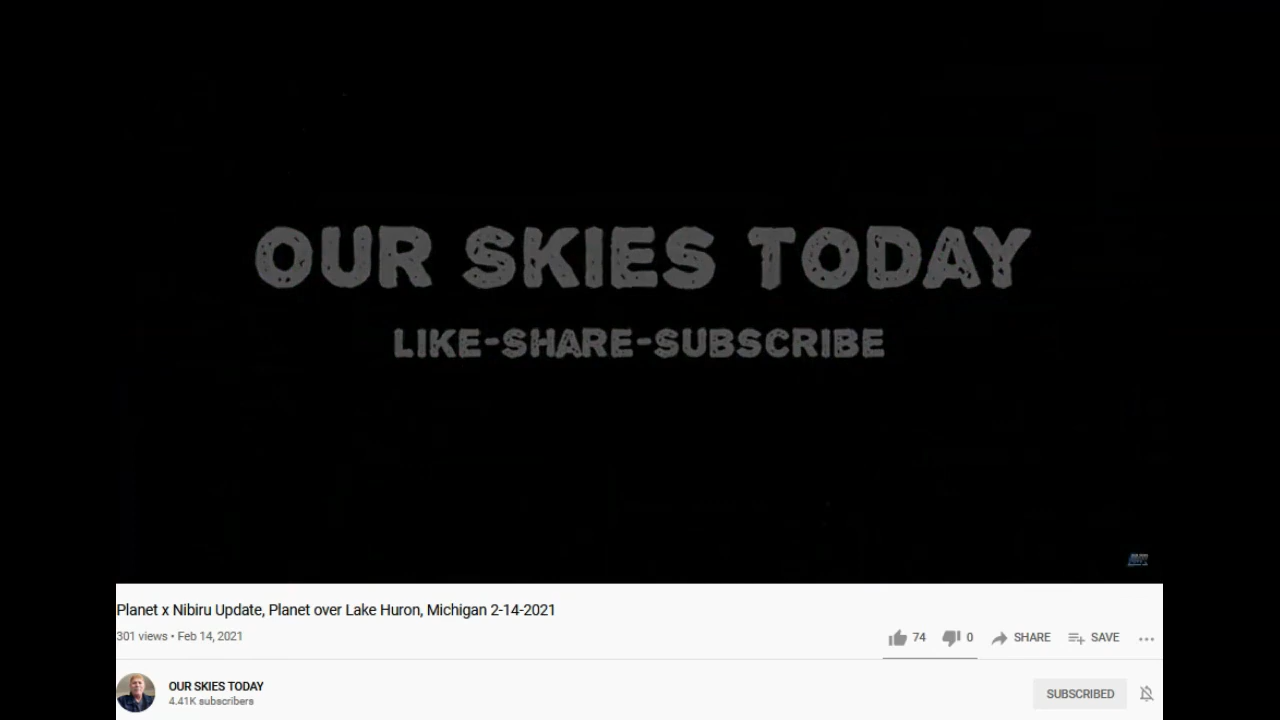 OUR SKIES TODAY
LIKE-SHARE-SUBSCRIBE
Planet x Nibiru Update, Planet over Lake Huron, Michigan 2-14-2021
301 views • Feb 14, 2021
74 0 SHARE SAVE
OUR SKIES TODAY
4.41K subscribers
SUBSCRIBED